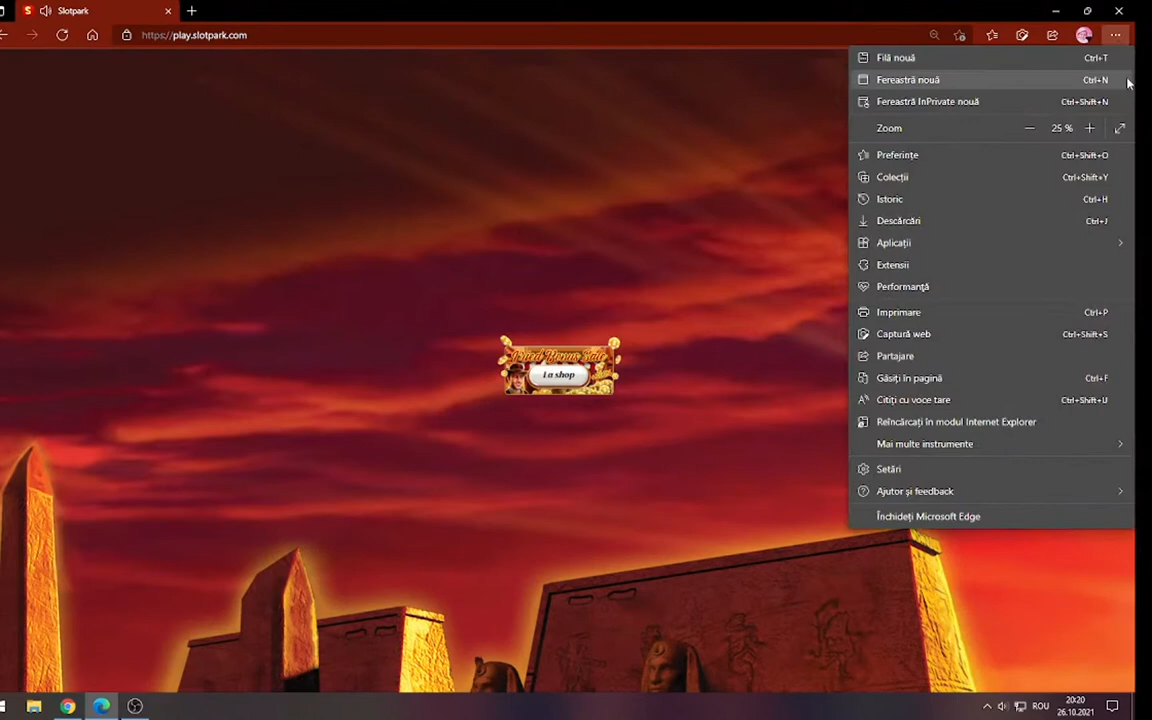 Slotpark
https://play.slotpark.com
Filă nouă Ctrl+T
Fereastră nouă Ctrl+N
Fereastră InPrivate nouă Ctrl+Shift+N
Zoom 25 %
Preferințe Ctrl+Shift+O
Colecții Ctrl+Shift+Y
Istoric Ctrl+H
Descărcări Ctrl+J
Aplicații
Extensii
Performanță
Imprimare Ctrl+P
Captură web Ctrl+Shift+S
Partajare
Găsiți în pagină Ctrl+F
Citiți cu voce tare Ctrl+Shift+U
Reîncărcați în modul Internet Explorer
Mai multe instrumente
Setări
Ajutor și feedback
Închideți Microsoft Edge
Bonus
La shop
ROU
20:20
26.10.2021